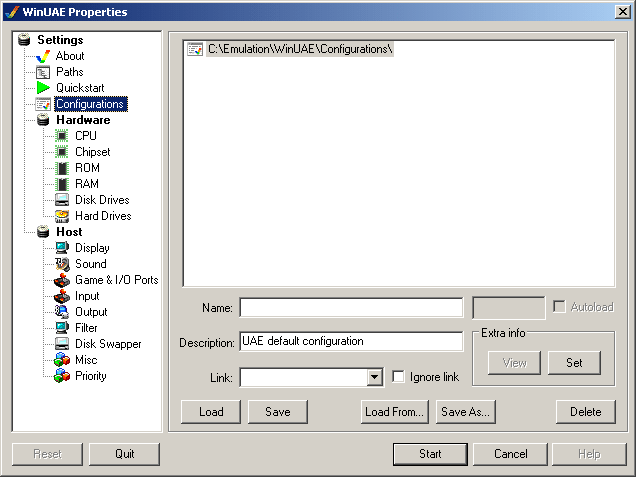 WinUAE Properties
Settings
About
Paths
Quickstart
Configurations
Hardware
CPU
Chipset
ROM
RAM
Disk Drives
Hard Drives
Host
Display
Sound
Game & I/O Ports
Input
Output
Filter
Disk Swapper
Misc
Priority
C:\Emulation\WinUAE\Configurations\
Name:
Autoload
Description: UAE default configuration
Extra info
View Set
Link: Ignore link
Load Save Load From... Save As... Delete
Reset Quit Start Cancel Help